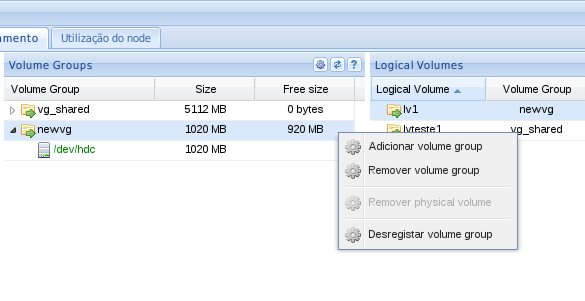 amento Utilização do node
Volume Groups ? Logical Volumes
Volume Group Size Free size Logical Volume Volume Group
vg_shared 5112 MB 0 bytes lv1 newvg
newvg 1020 MB 920 MB lvteste1 vg_shared
/dev/hdc 1020 MB
Adicionar volume group
Remover volume group
Remover physical volume
Desregistar volume group